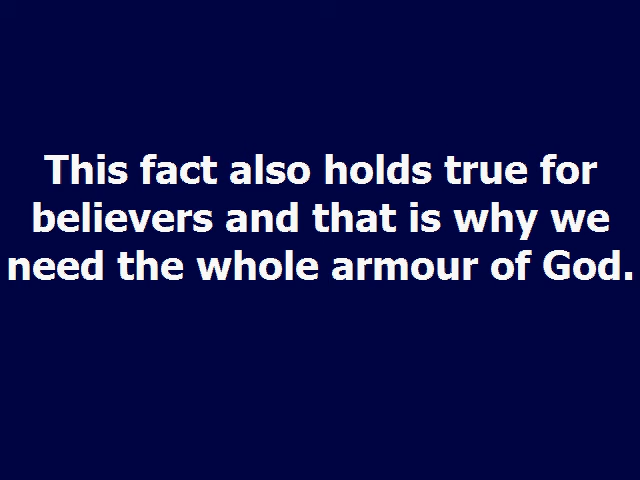 This fact also holds true for
believers and that is why we
need the whole armour of God.